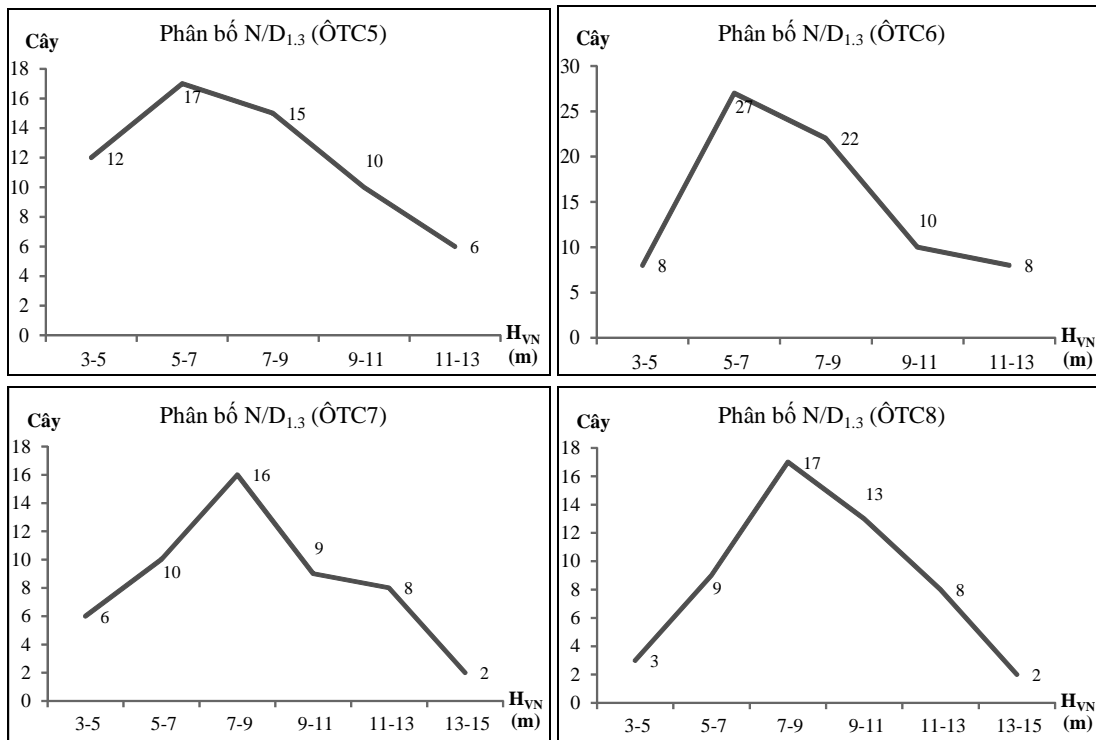 Phân bố N/D1.3 (ÔTC5)
Cây
18
16
14
12
10
8
6
4
2
0
12
17
15
10
6
3-5 5-7 7-9 9-11 11-13
HVN
(m)
Phân bố N/D1.3 (ÔTC6)
Cây
30
25
20
15
10
5
0
8
27
22
10
8
3-5 5-7 7-9 9-11 11-13
HVN
(m)
Phân bố N/D1.3 (ÔTC7)
Cây
18
16
14
12
10
8
6
4
2
0
6
10
16
9
8
2
3-5 5-7 7-9 9-11 11-13 13-15
HVN
(m)
Phân bố N/D1.3 (ÔTC8)
Cây
18
16
14
12
10
8
6
4
2
0
3
9
17
13
8
2
3-5 5-7 7-9 9-11 11-13 13-15
HVN
(m)